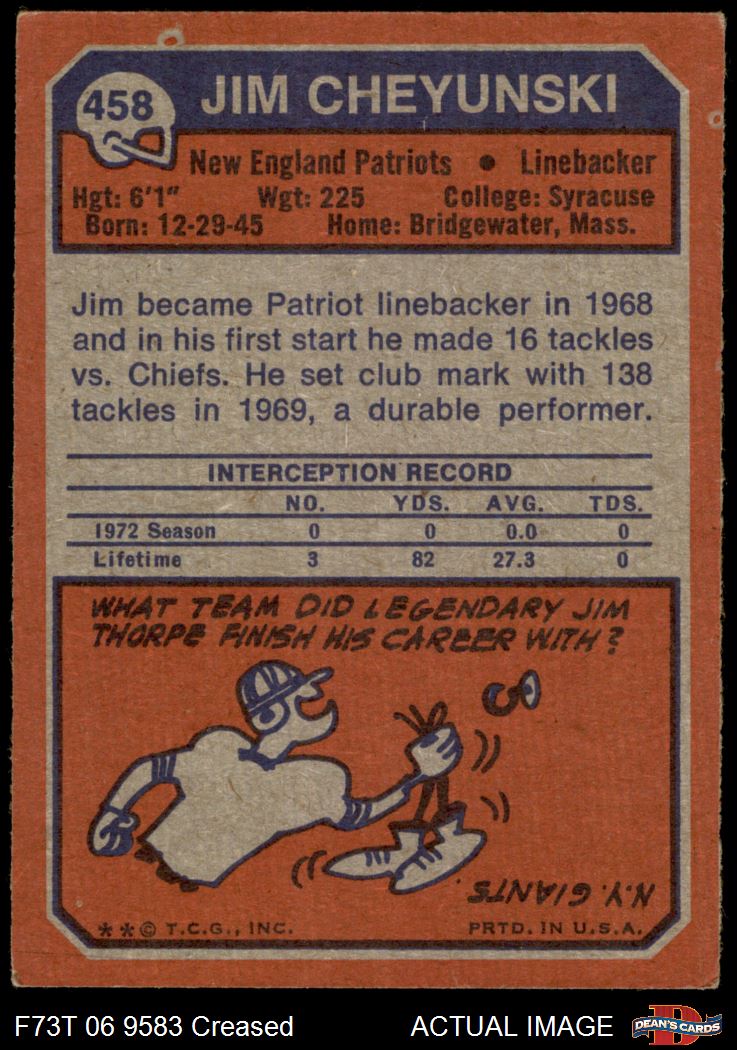 458
JIM CHEYUNSKI
New England Patriots • Linebacker
Hgt: 6'1" Wgt: 225 College: Syracuse
Born: 12-29-45 Home: Bridgewater, Mass.
Jim became Patriot linebacker in 1968
and in his first start he made 16 tackles
vs. Chiefs. He set club mark with 138
tackles in 1969, a durable performer.
INTERCEPTION RECORD
NO. YDS. AVG. TDS.
1972 Season 0 0 0.0 0
Lifetime 3 82 27.3 0
WHAT TEAM DID LEGENDARY JIM
THORPE FINISH HIS CAREER WITH?
N.Y. GIANTS.
**© T.C.G., INC. PRTD. IN U.S.A.
F73T 06 9583 Creased ACTUAL IMAGE
D
DEAN'S CARDS